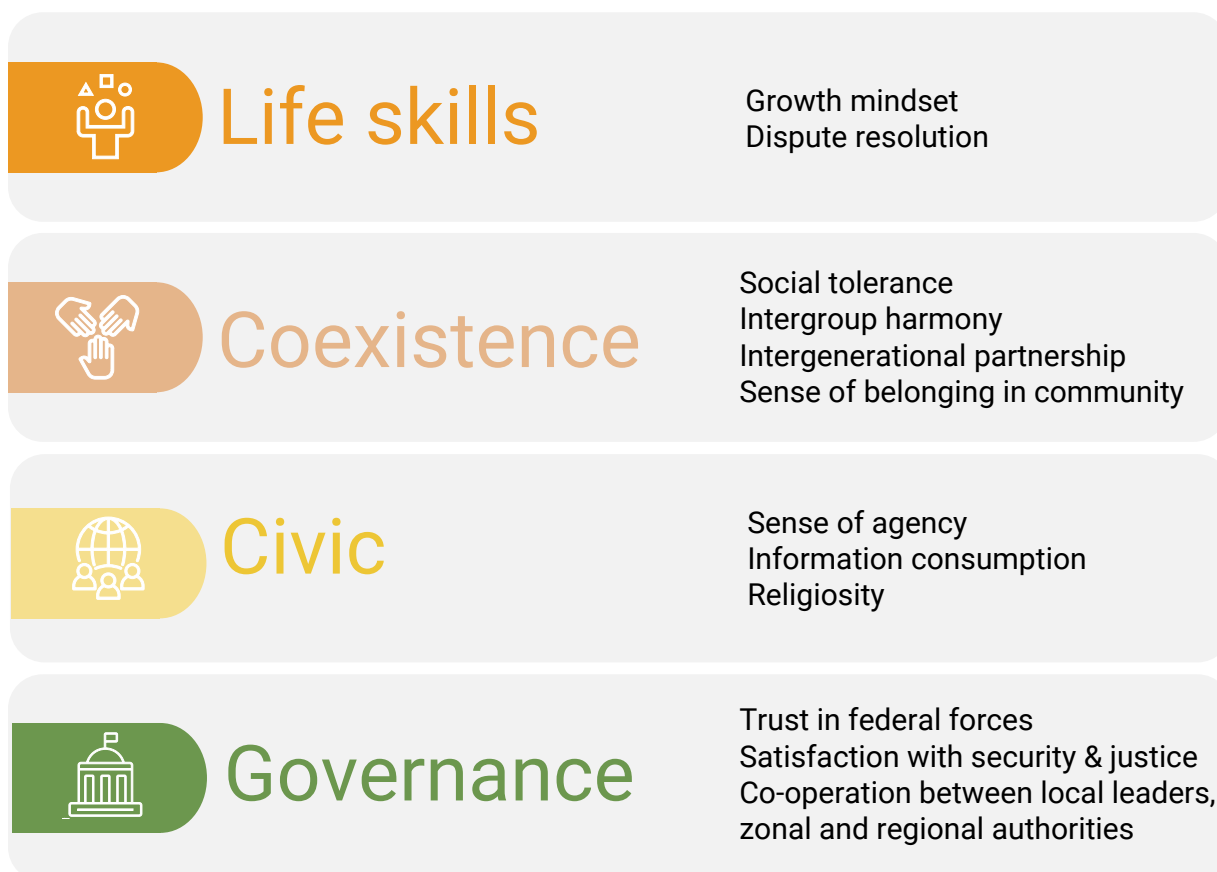 Life skills
Growth mindset
Dispute resolution
Coexistence
Social tolerance
Intergroup harmony
Intergenerational partnership
Sense of belonging in community
Civic
Sense of agency
Information consumption
Religiosity
Governance
Trust in federal forces
Satisfaction with security & justice
Co-operation between local leaders,
zonal and regional authorities